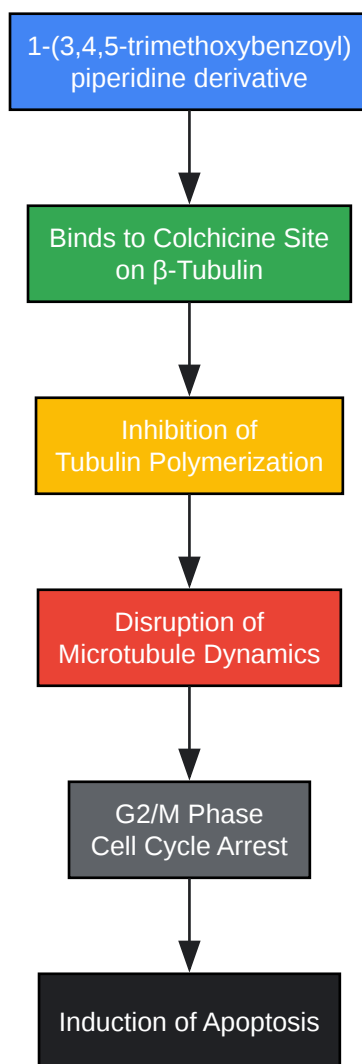 1-(3,4,5-trimethoxybenzoyl)
piperidine derivative
Binds to Colchicine Site
on β-Tubulin
Inhibition of
Tubulin Polymerization
Disruption of
Microtubule Dynamics
G2/M Phase
Cell Cycle Arrest
Induction of Apoptosis